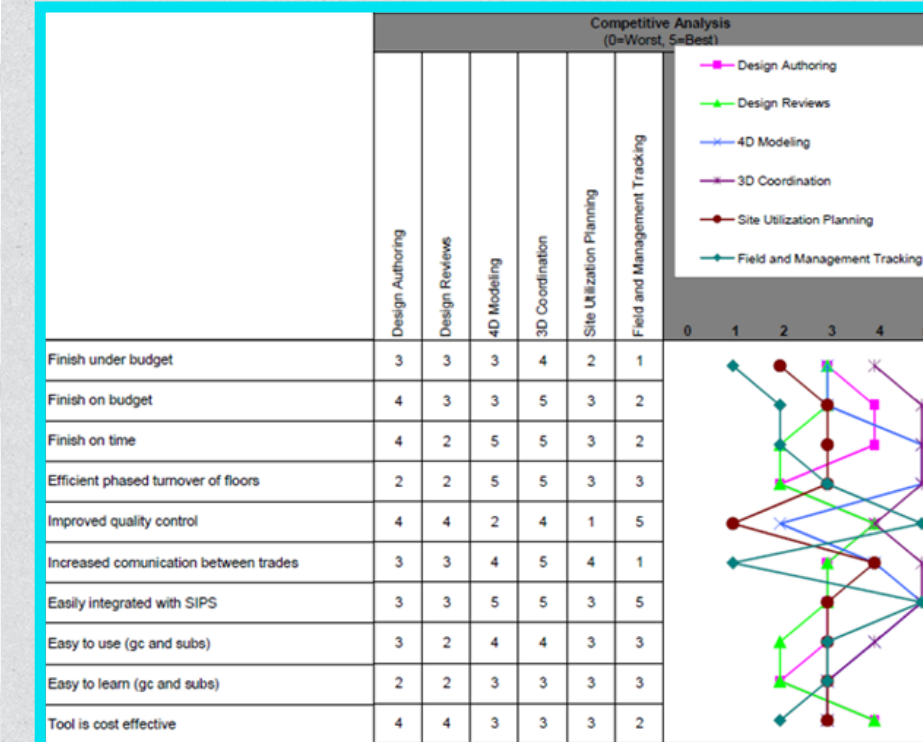 Competitive Analysis
(0=Worst, 5=Best)
Design Authoring
Design Reviews
4D Modeling
3D Coordination
Site Utilization Planning
Field and Management Tracking
Design Authoring
Design Reviews
4D Modeling
3D Coordination
Site Utilization Planning
Field and Management Tracking
0 1 2 3 4
Finish under budget 3 3 3 4 2 1
Finish on budget 4 3 3 5 3 2
Finish on time 4 2 5 5 3 2
Efficient phased turnover of floors 2 2 5 5 3 3
Improved quality control 4 4 2 4 1 5
Increased comunication between trades 3 3 4 5 4 1
Easily integrated with SIPS 3 3 5 5 3 5
Easy to use (gc and subs) 3 2 4 4 3 3
Easy to learn (gc and subs) 2 2 3 3 3 3
Tool is cost effective 4 4 3 3 3 2